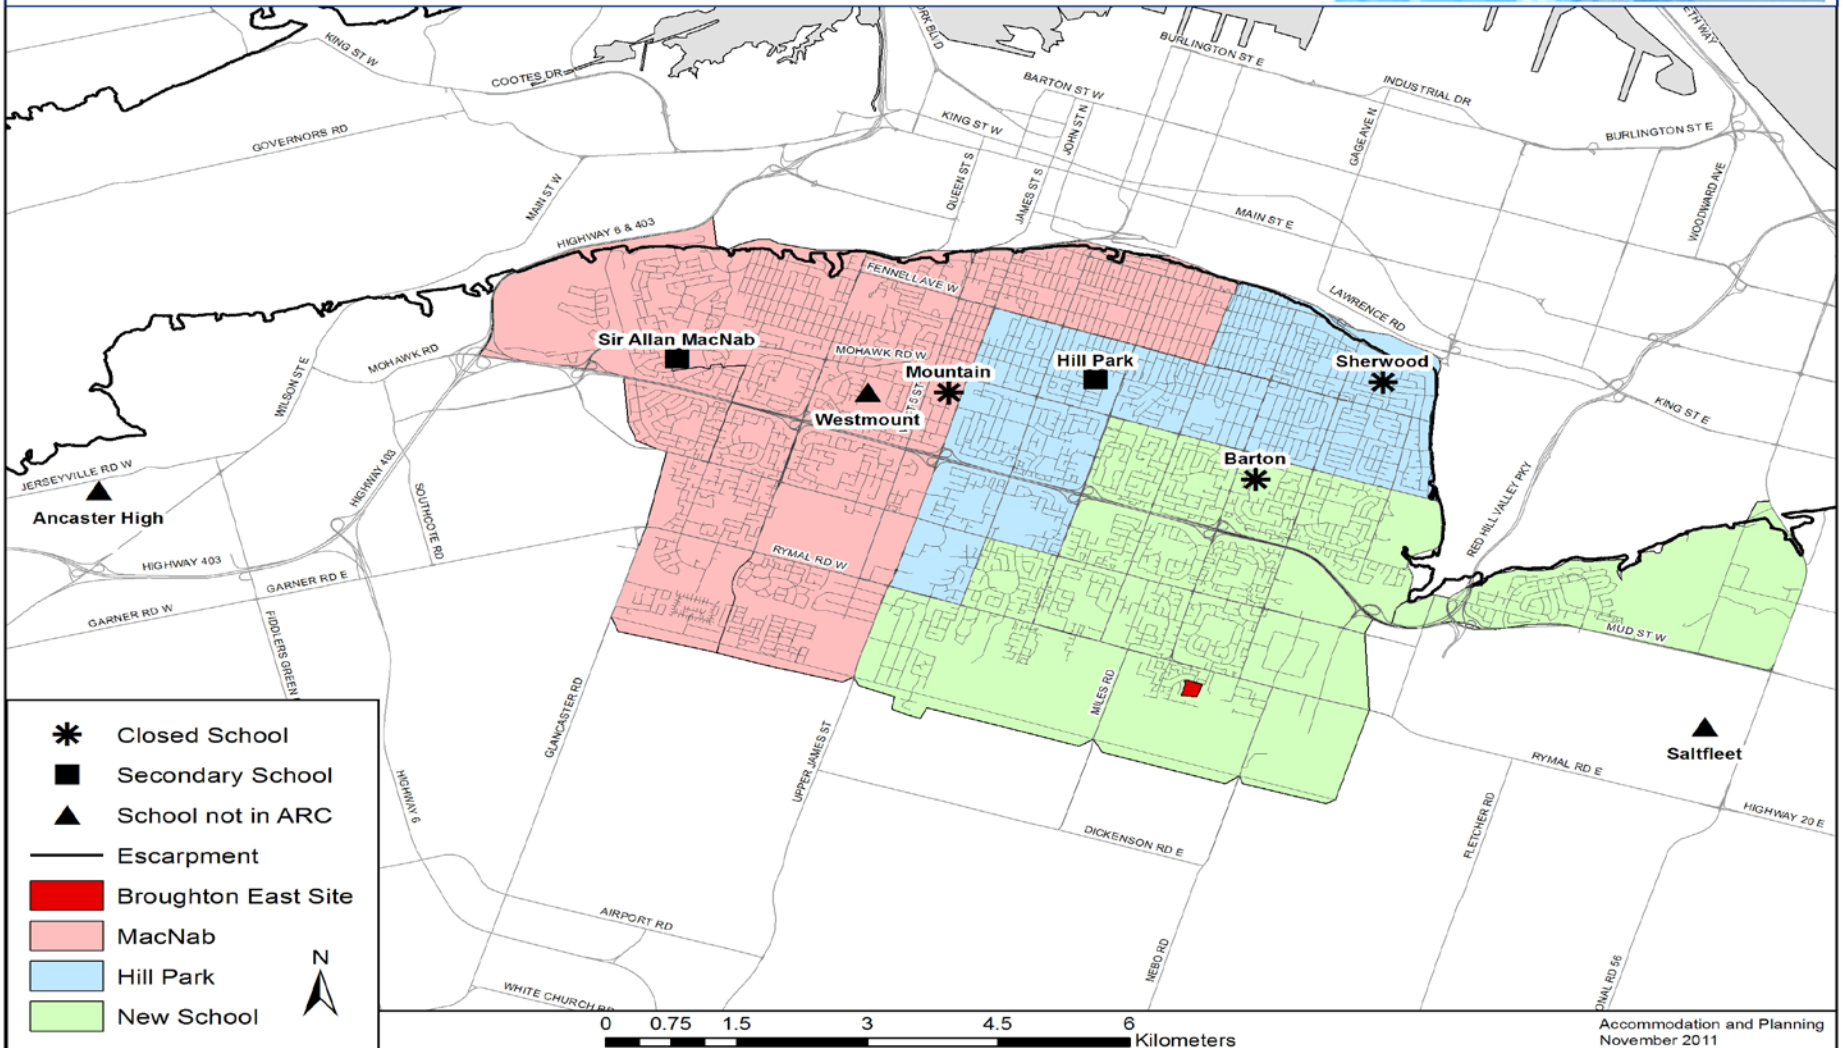 KING ST W
COOTES DR
GOVERNORS RD
MAIN ST W
HIGHWAY 6 & 403
BURLINGTON ST E
BARTON ST W
INDUSTRIAL DR
KING ST W
JOHN ST N
GAGE AVE N
BURLINGTON ST E
QUEEN ST S
JAMES ST S
MAIN ST E
WOODWARD AVE
FENNELL AVE W
LAWRENCE RD
Sir Allan MacNab
MOHAWK RD W
Mountain
Hill Park
Sherwood
MOHAWK RD
WILSON ST E
Westmount
KING ST E
Barton
JERSEYVILLE RD W
Ancaster High
HIGHWAY 403
SOUTHCOTE RD
RED HILL VALLEY PKY
HIGHWAY 403
GARNER RD E
GARNER RD W
RYMAL RD W
FIDDLERS GREEN
MUD ST W
GLANCASTER RD
MILES RD
UPPER JAMES ST
Saltfleet
RYMAL RD E
HIGHWAY 6
HIGHWAY 20 E
FLETCHER RD
DICKENSON RD E
AIRPORT RD
NEBO RD
WHITE CHURCH RD
ONAL RD 56
Closed School
Secondary School
School not in ARC
Escarpment
Broughton East Site
MacNab
Hill Park
New School
N
0 0.75 1.5 3 4.5 6
Kilometers
Accommodation and Planning
November 2011